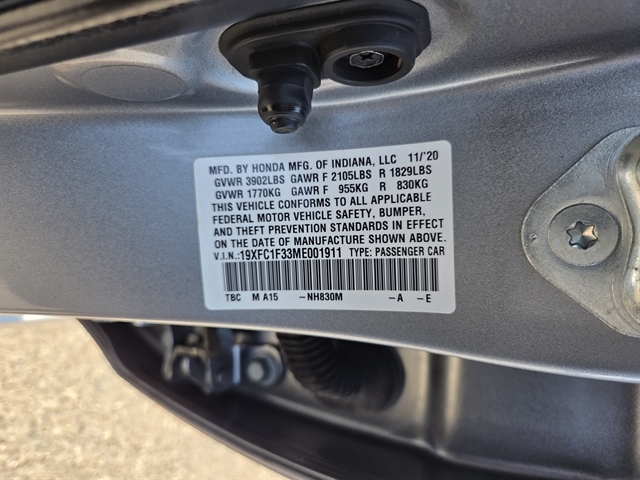 MFD. BY HONDA MFG. OF INDIANA, LLC 11/'20
GVWR 3902LBS GAWR F 2105LBS R 1829LBS
GVWR 1770KG GAWR F 955KG R 830KG
THIS VEHICLE CONFORMS TO ALL APPLICABLE
FEDERAL MOTOR VEHICLE SAFETY, BUMPER,
AND THEFT PREVENTION STANDARDS IN EFFECT
ON THE DATE OF MANUFACTURE SHOWN ABOVE.
V.I.N.:19XFC1F33ME001911 TYPE: PASSENGER CAR
TBC M A15 -NH830M -A -E